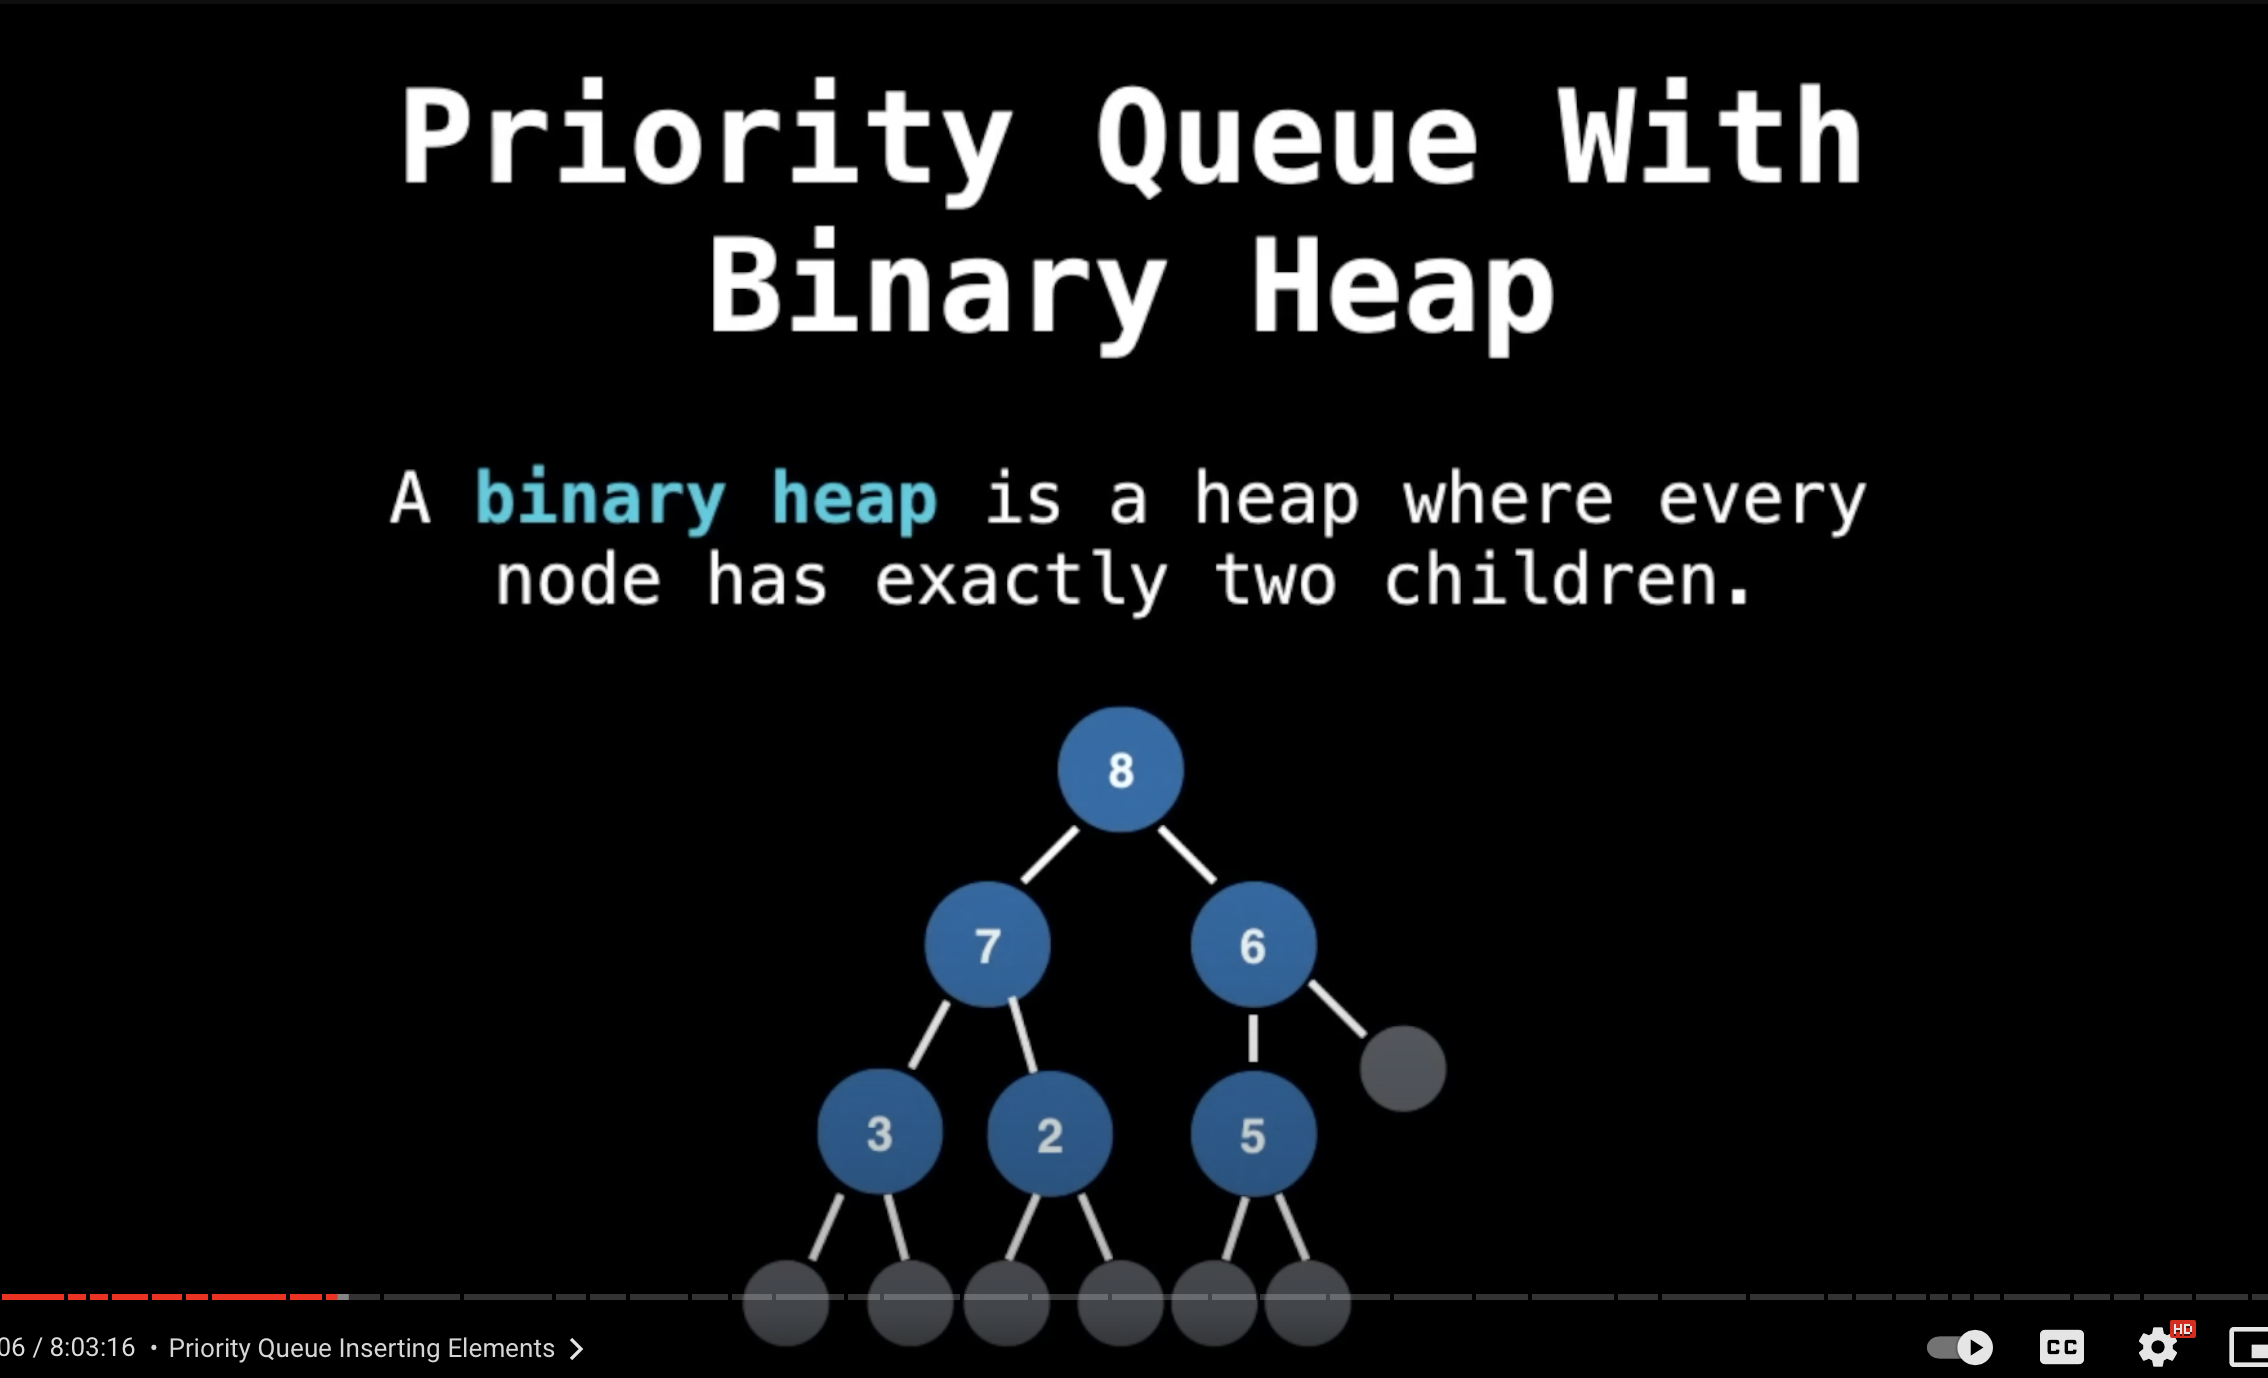 Priority Queue With
Binary Heap
A binary heap is a heap where every
node has exactly two children.
8
7 6
3 2 5
06 / 8:03:16 • Priority Queue Inserting Elements
CC
HD